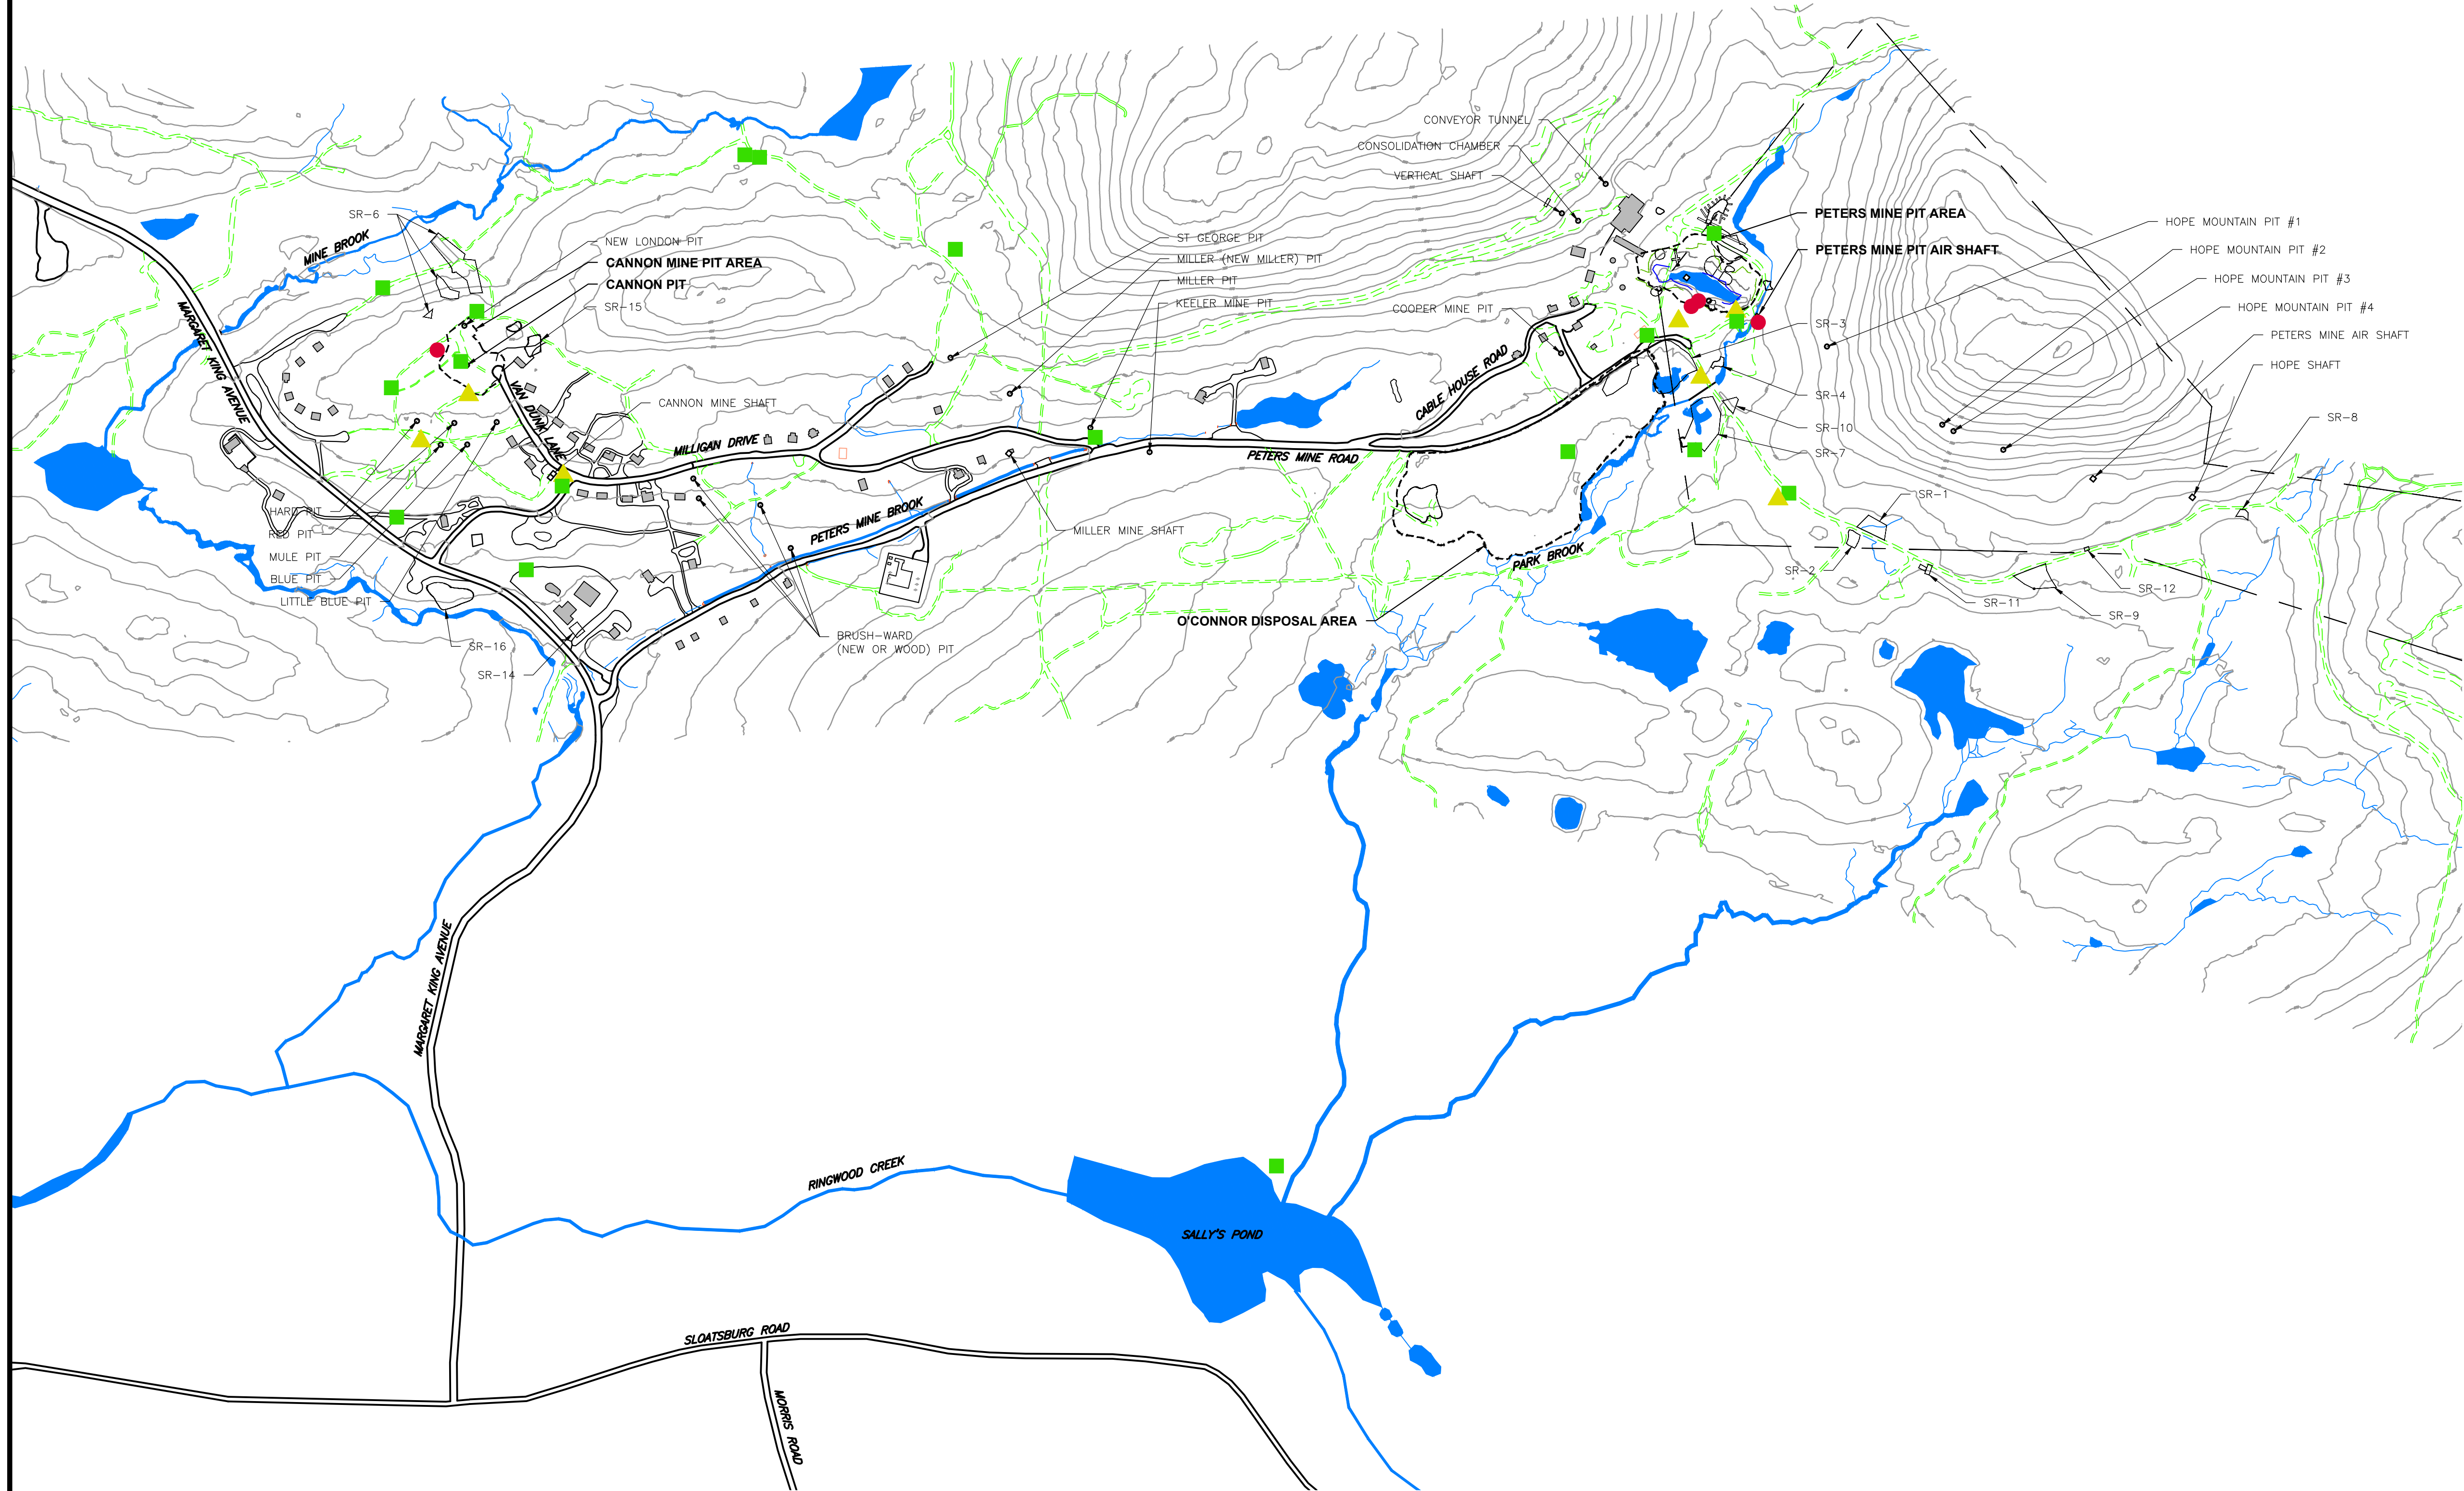 CONVEYOR TUNNEL
CONSOLIDATION CHAMBER
VERTICAL SHAFT
SR-6
MINE BROOK
NEW LONDON PIT
CANNON MINE PIT AREA
CANNON PIT
SR-15
ST GEORGE PIT
MILLER (NEW MILLER) PIT
MILLER PIT
KEELER MINE PIT
COOPER MINE PIT
PETERS MINE PIT AREA
PETERS MINE PIT AIR SHAFT
HOPE MOUNTAIN PIT #1
HOPE MOUNTAIN PIT #2
HOPE MOUNTAIN PIT #3
HOPE MOUNTAIN PIT #4
PETERS MINE AIR SHAFT
HOPE SHAFT
SR-8
SR-3
SR-4
SR-10
SR-7
MARGARET KING AVENUE
VAN DUNK LANE
CANNON MINE SHAFT
MILLIGAN DRIVE
CABLE HOUSE ROAD
PETERS MINE ROAD
HARD PIT
RED PIT
MULE PIT
BLUE PIT
LITTLE BLUE PIT
PETERS MINE BROOK
MILLER MINE SHAFT
SR-1
SR-2
PARK BROOK
SR-11
SR-12
SR-9
O'CONNOR DISPOSAL AREA
BRUSH-WARD
(NEW OR WOOD) PIT
SR-16
SR-14
MARGARET KING AVENUE
RINGWOOD CREEK
SALLY'S POND
SLOATSBURG ROAD
MORRIS ROAD